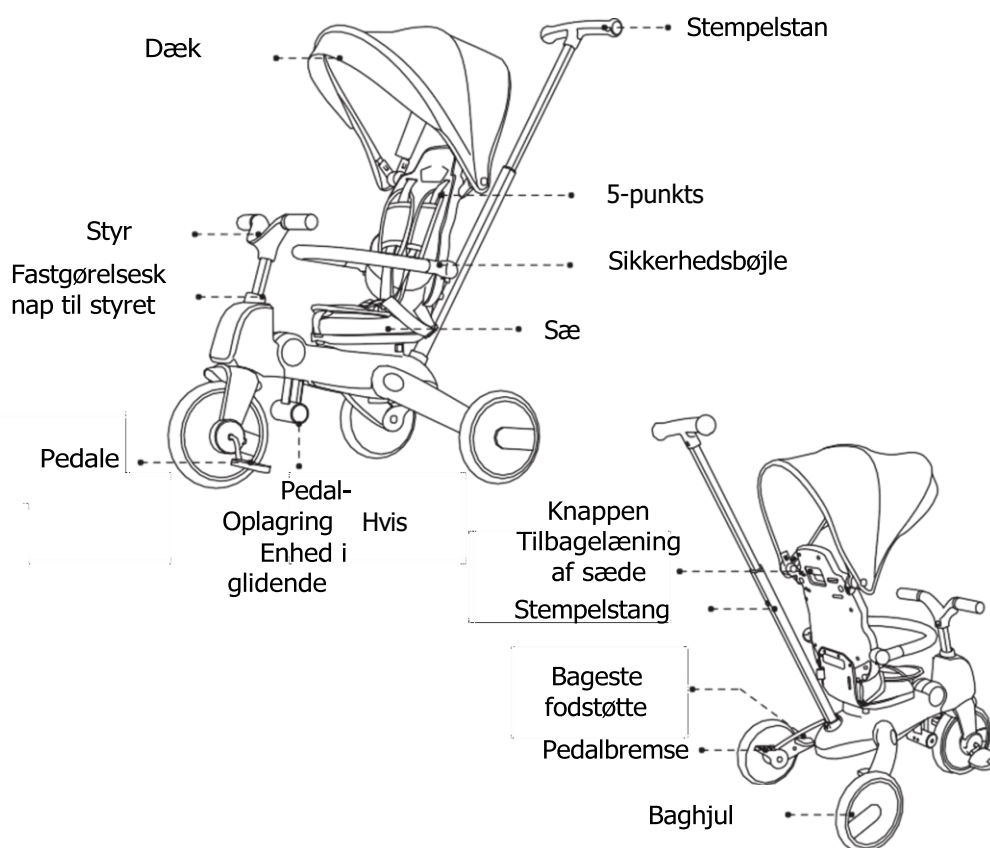 Dæk
Stempelstan
5-punkts
Styr
Sikkerhedsbøjle
Fastgørelsesk
nap til styret
Sæ
Pedale
Pedal-
Oplagring Hvis
Enhed i
glidende
Knappen
Tilbagelæning
af sæde
Stempelstang
Bageste
fodstøtte
Pedalbremse
Baghjul